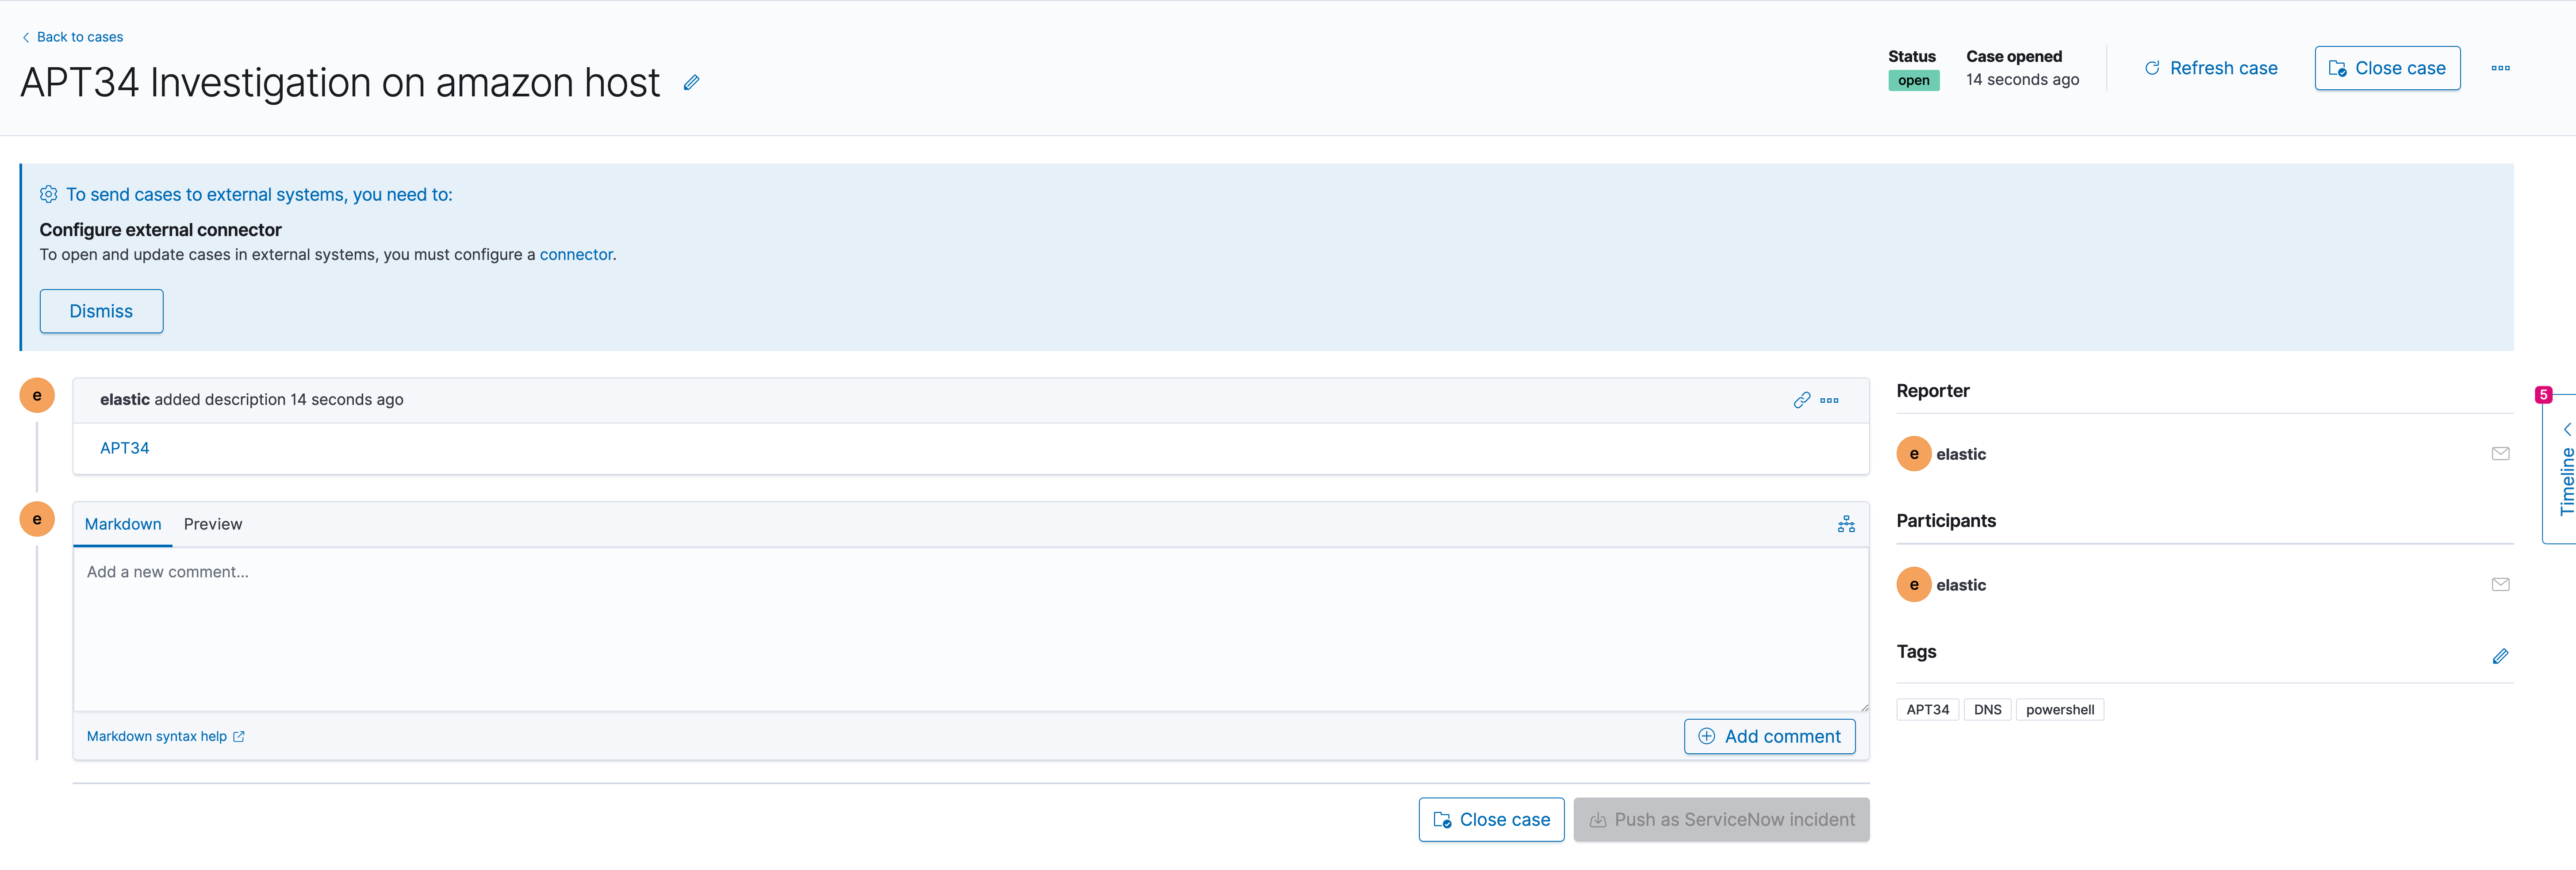 Back to cases
APT34 Investigation on amazon host
Status
open
Case opened
14 seconds ago
Refresh case
Close case
To send cases to external systems, you need to:
Configure external connector
To open and update cases in external systems, you must configure a connector.
Dismiss
e
elastic added description 14 seconds ago
APT34
e
Markdown Preview
Add a new comment...
Markdown syntax help
Add comment
Close case
Push as ServiceNow incident
Reporter
e elastic
Participants
e elastic
Tags
APT34 DNS powershell
5
Timeline